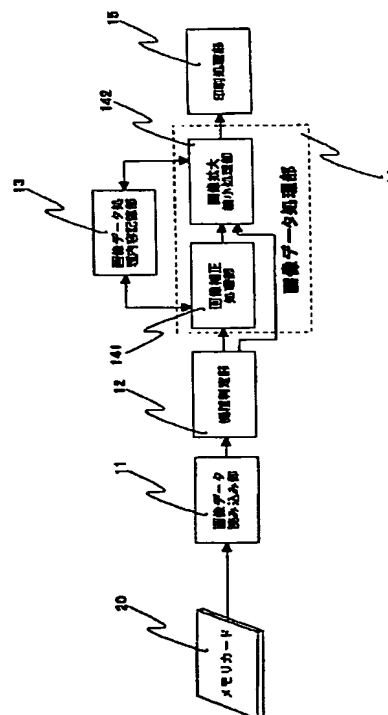 20
メモリカード
11
画像データ
読み込み部
12
処理判定部
13
画像データ処
理内容記憶部
141
画像補正
処理部
142
画像拡大
縮小処理部
画像データ処理部
15
印刷処理部